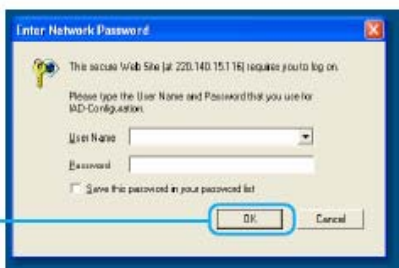 Enter Network Password
This secure Web Site (at 220.140.15.116) requires you to log on.
Please type the User Name and Password that you use for
IAD-Configuration.
User Name
Password
Save this password in your password list
OK
Cancel